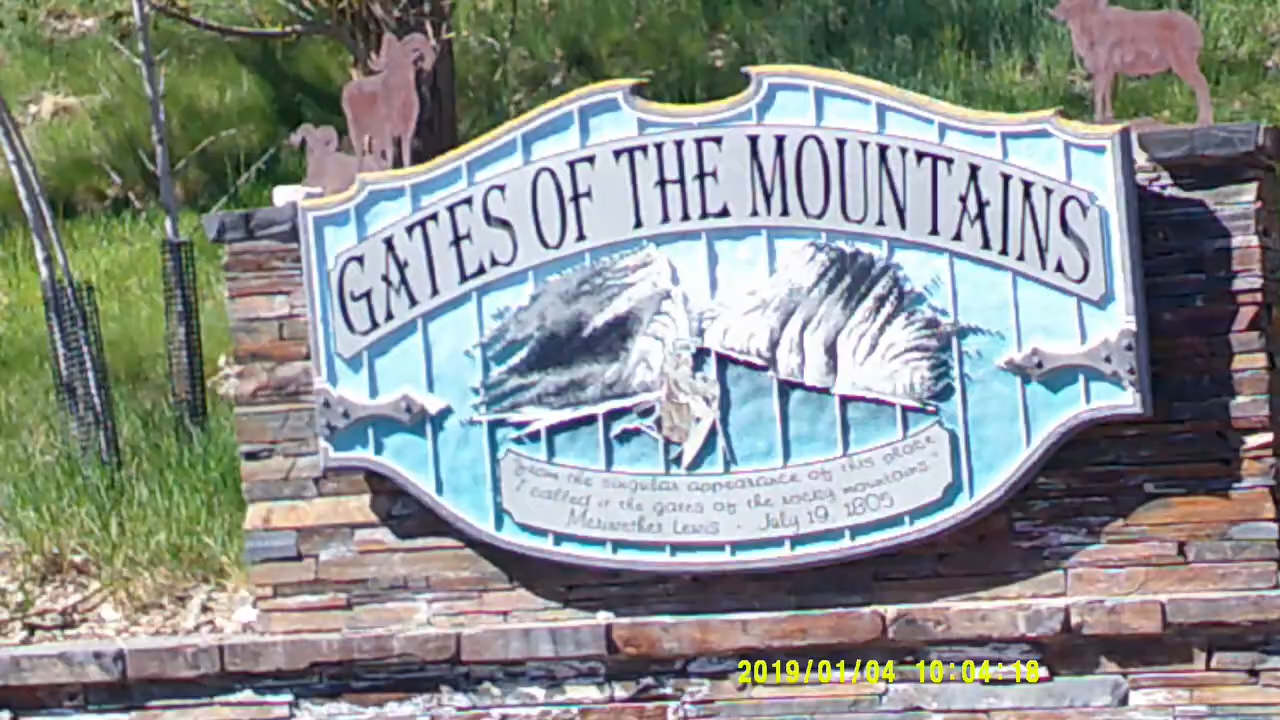 GATES OF THE MOUNTAINS
from the singular appearance of this place
"I called it the gates of the rocky mountains"
Meriwether Lewis - July 19, 1805
2019/01/04 10:04:18